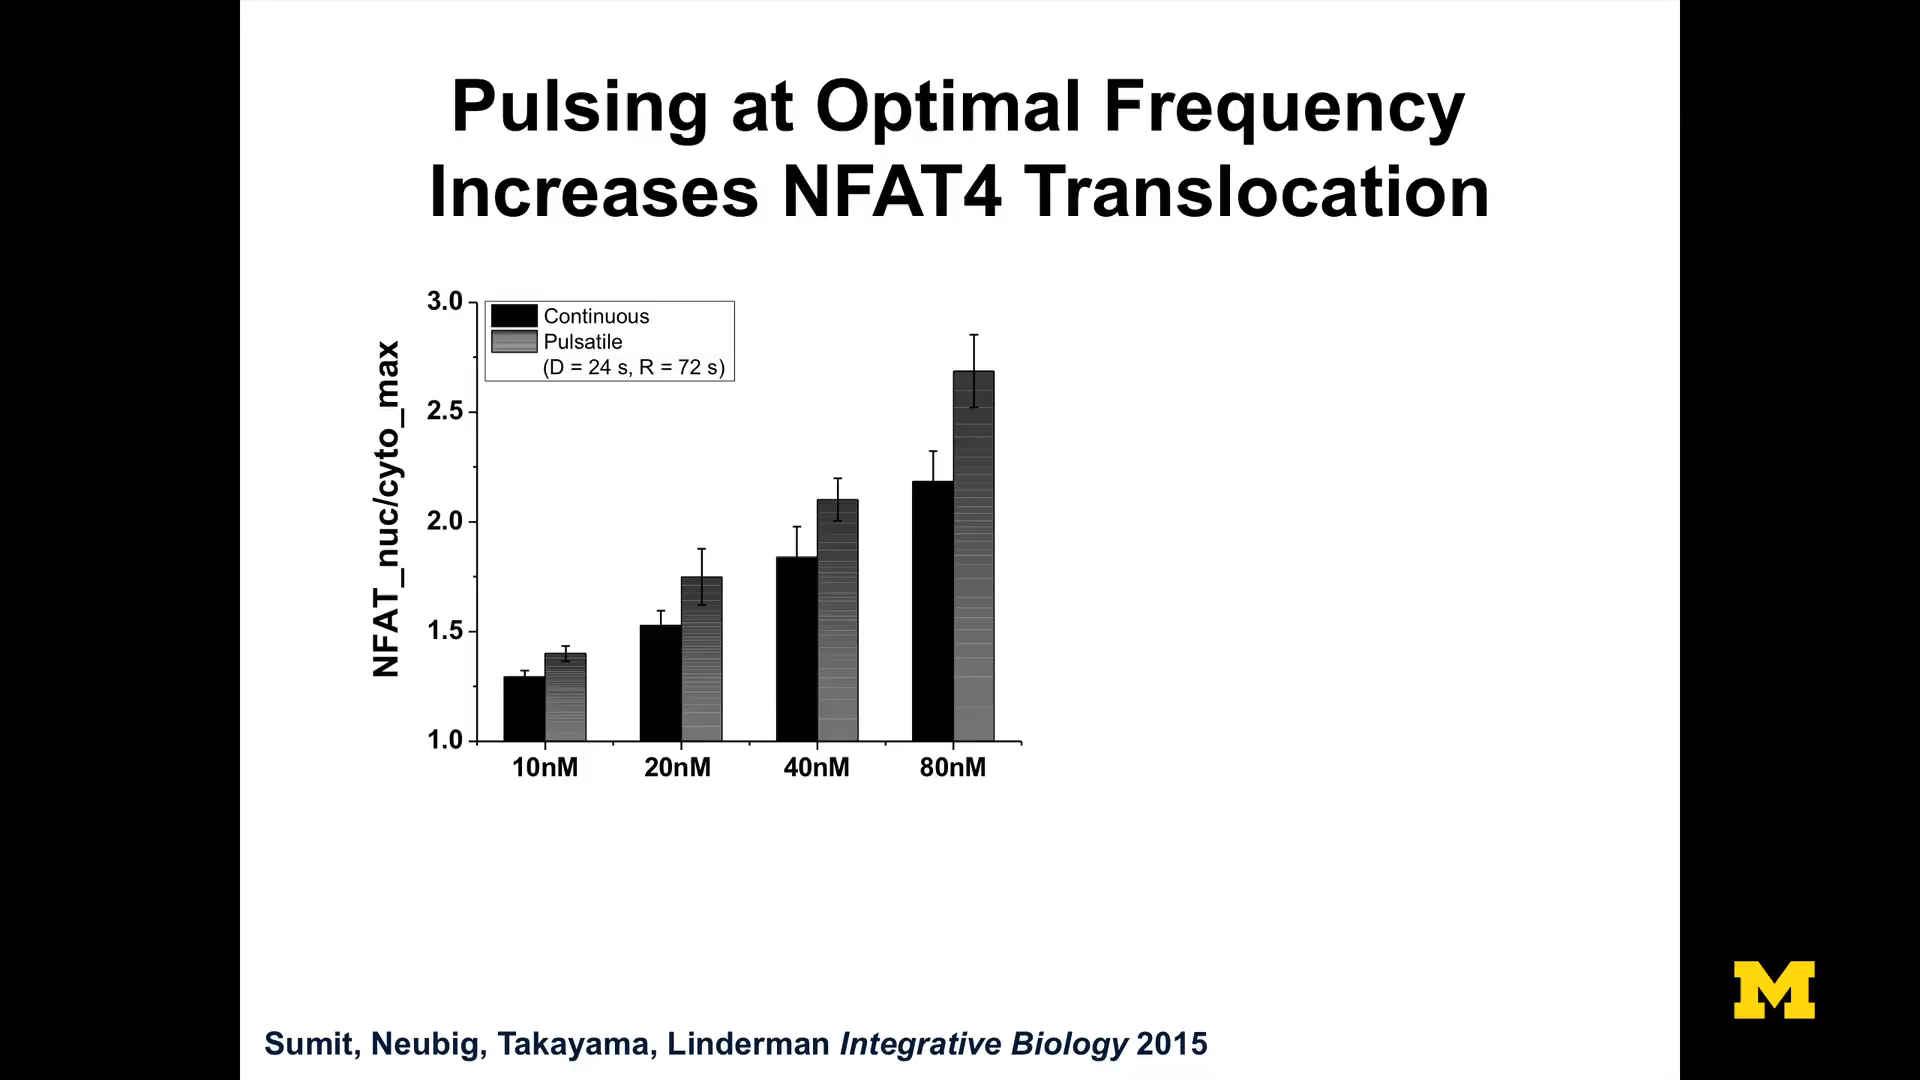 Pulsing at Optimal Frequency
Increases NFAT4 Translocation
3.0
2.5
2.0
1.5
1.0
NFAT_nuc/cyto_max
Continuous
Pulsatile
(D = 24 s, R = 72 s)
10nM 20nM 40nM 80nM
M
Sumit, Neubig, Takayama, Linderman Integrative Biology 2015